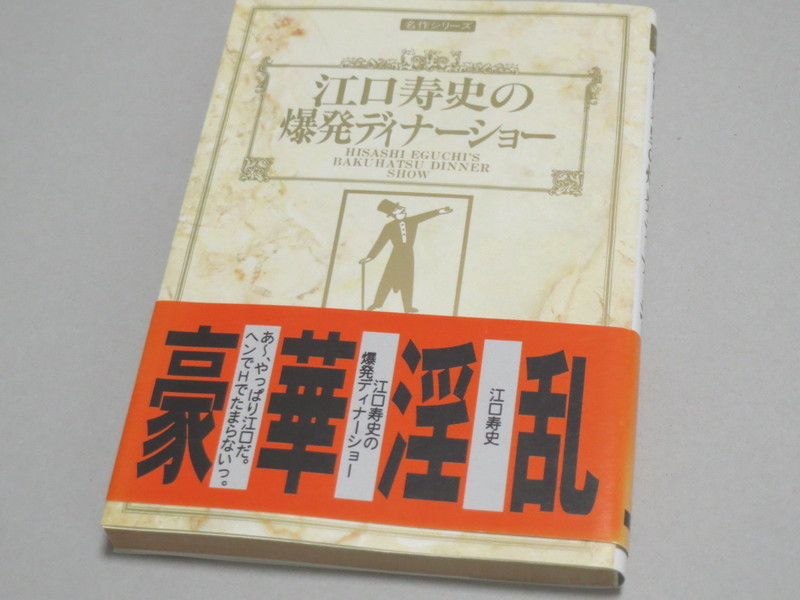 名作シリーズ
江口寿史の
爆発ディナーショー
HISASHI EGUCHI'S
BAKUHATSU DINNER
SHOW
豪華淫乱
江口寿史
江口寿史の
爆発ディナーショー
あ〜、やっぱり江口だ。
ヘンでHでたまらないっ。